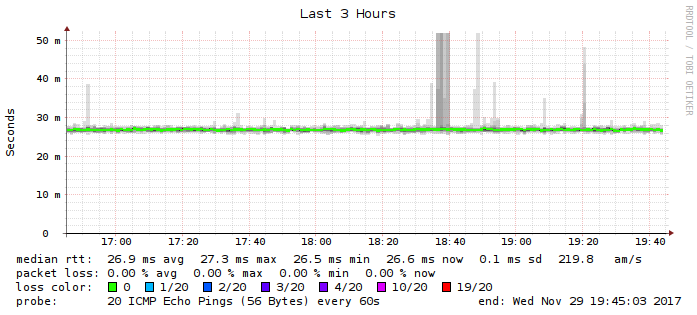 Last 3 Hours
RRDTOOL / TOBI OETIKER
Seconds
50 m
40 m
30 m
20 m
10 m
0
17:00 17:20 17:40 18:00 18:20 18:40 19:00 19:20 19:40
median rtt: 26.9 ms avg 27.3 ms max 26.5 ms min 26.6 ms now 0.1 ms sd 219.8 am/s
packet loss: 0.00 % avg 0.00 % max 0.00 % min 0.00 % now
loss color: 0 1/20 2/20 3/20 4/20 10/20 19/20
probe: 20 ICMP Echo Pings (56 Bytes) every 60s end: Wed Nov 29 19:45:03 2017